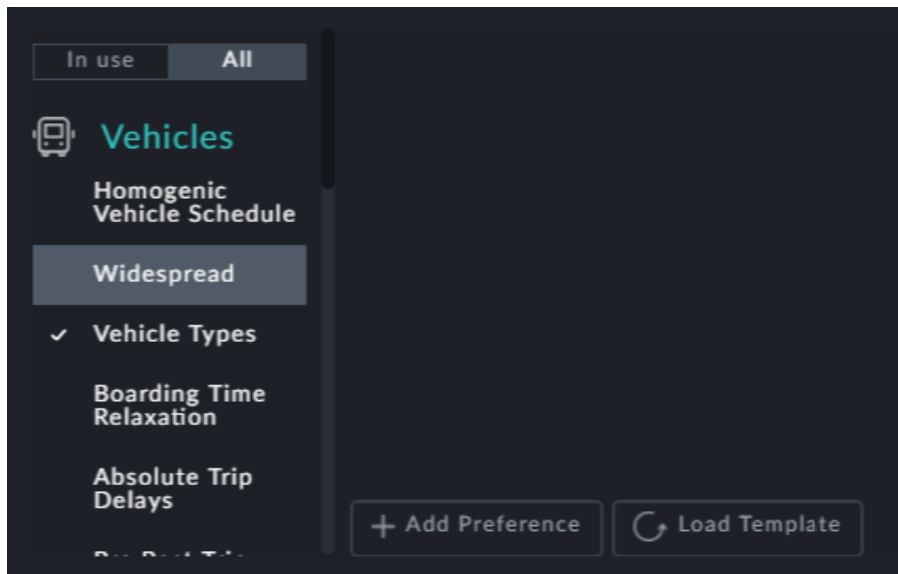 In use
All
Vehicles
Homogenic
Vehicle Schedule
Widespread
Vehicle Types
Boarding Time
Relaxation
Absolute Trip
Delays
+ Add Preference
Load Template